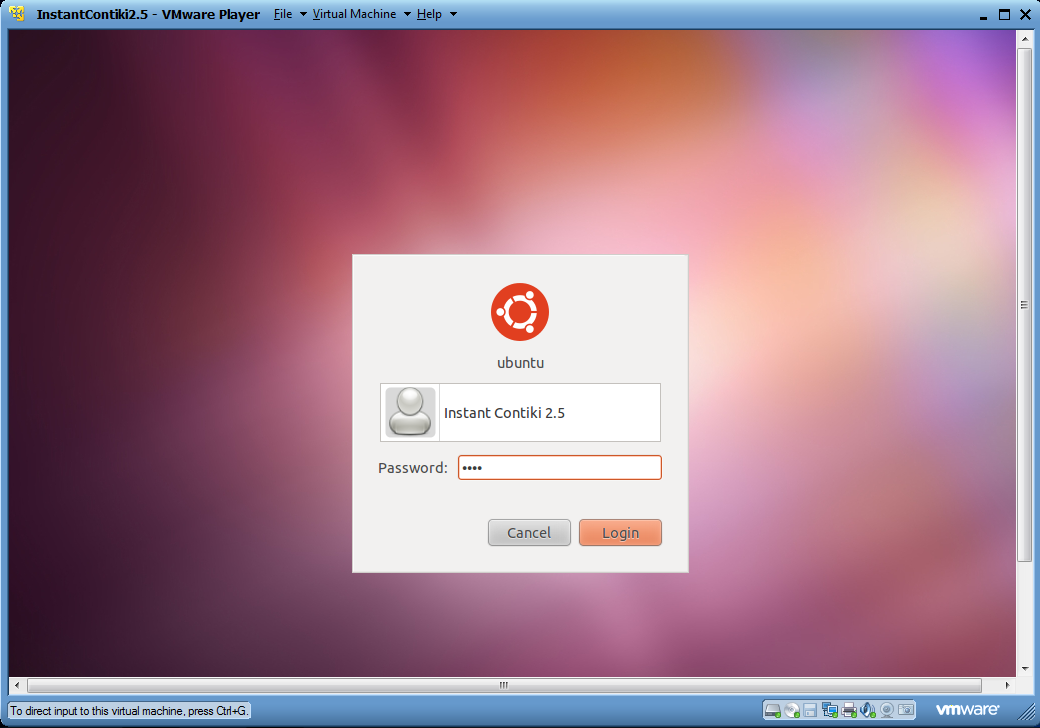 InstantContiki2.5 - VMware Player File Virtual Machine Help
ubuntu
Instant Contiki 2.5
Password: ••••
Cancel Login
To direct input to this virtual machine, press Ctrl+G.
vmware